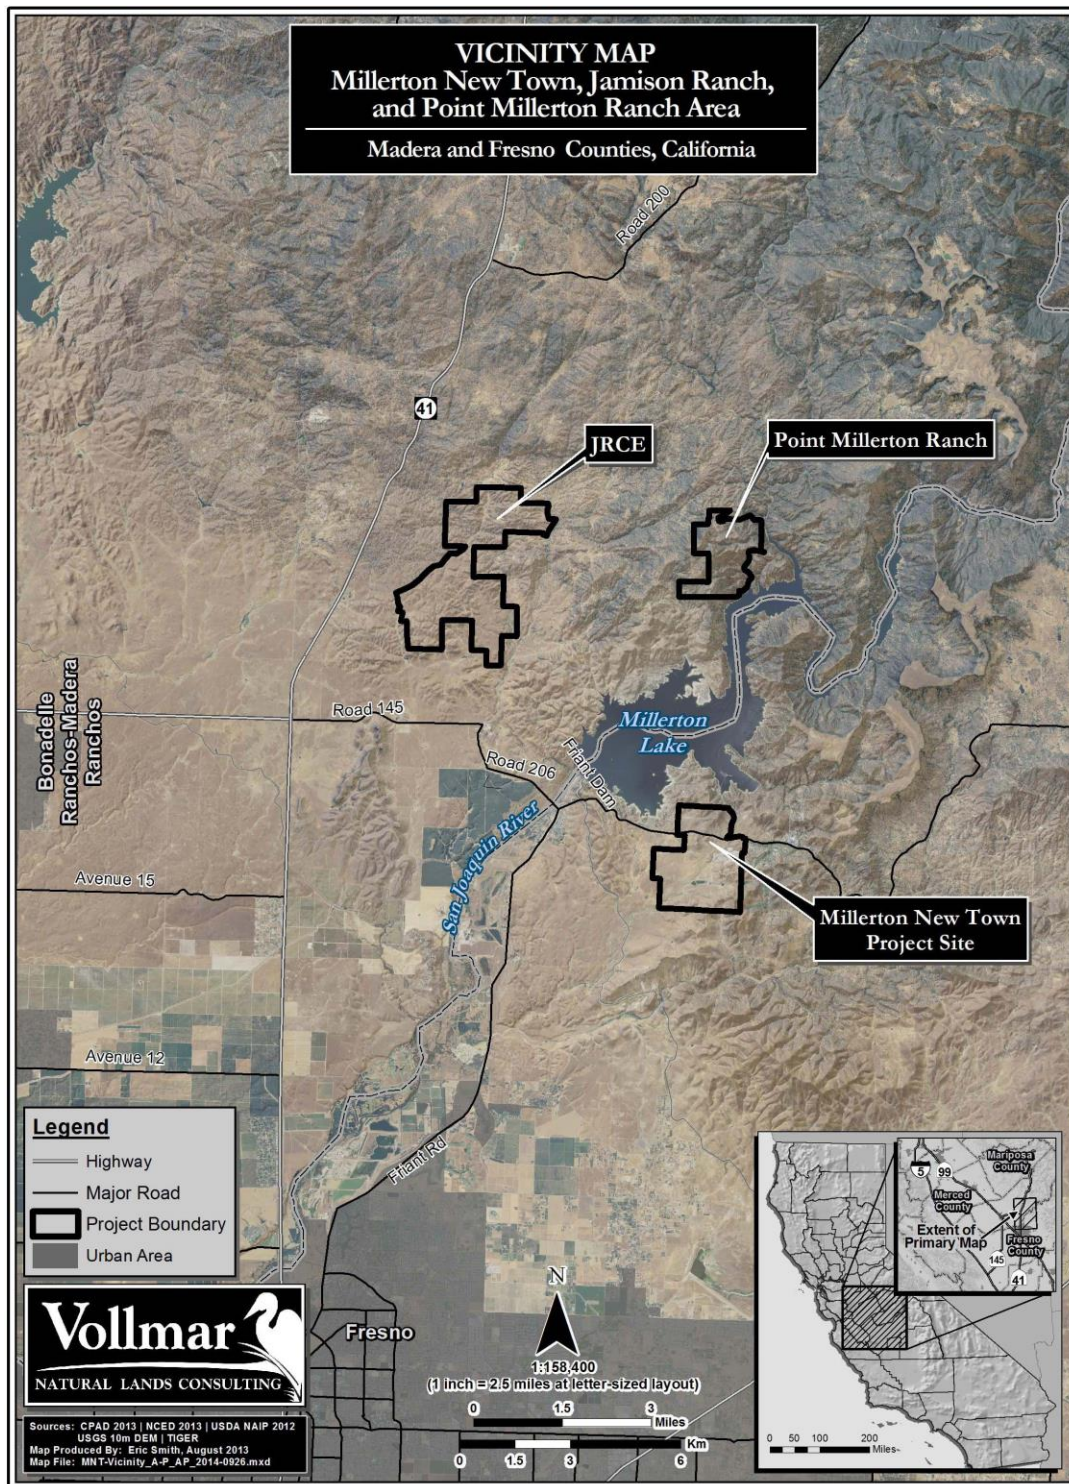 VICINITY MAP
Millerton New Town, Jamison Ranch,
and Point Millerton Ranch Area
Madera and Fresno Counties, California
Road 200
41
JRCE
Point Millerton Ranch
Bonadelle
Ranchos-Madera
Ranchos
Road 145
Millerton
Lake
Road 206
Friant Dam
San Joaquin River
Avenue 15
Millerton New Town
Project Site
Avenue 12
Friant Rd
Legend
Highway
Major Road
Project Boundary
Urban Area
Vollmar
NATURAL LANDS CONSULTING
Fresno
N
1:158,400
(1 inch = 2.5 miles at letter-sized layout)
0 1.5 3
Miles
Km
0 1.5 3 6
Sources: CPAD 2013 | NCED 2013 | USDA NAIP 2012
USGS 10m DEM | TIGER
Map Produced By: Eric Smith, August 2013
Map File: MNT-Vicinity_A-P_AP_2014-0926.mxd
5
99
Mariposa
County
Merced
County
Extent of
Primary Map
Fresno
County
145
41
0 50 100 200
Miles